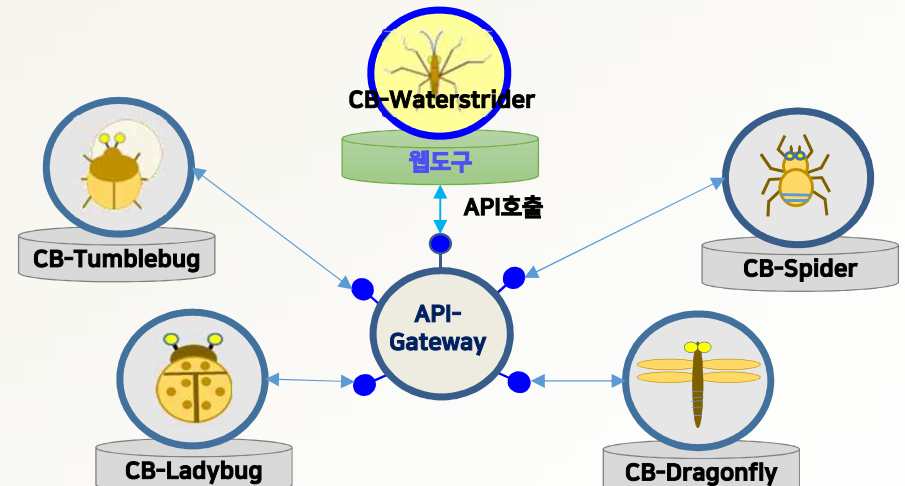 CB-Waterstrider
웹도구
API호출
CB-Tumblebug
CB-Spider
API-
Gateway
CB-Ladybug
CB-Dragonfly